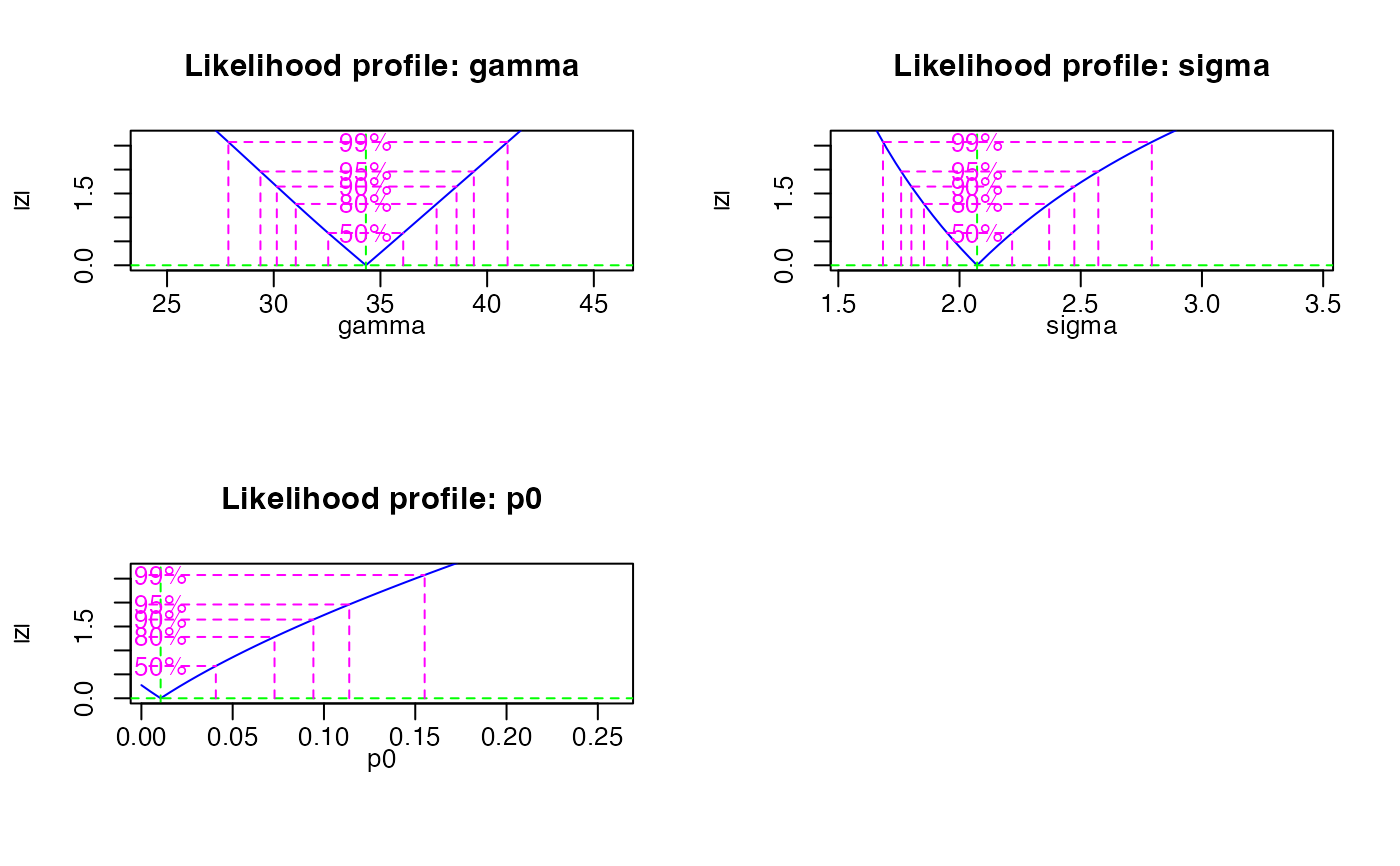 Likelihood profile: gamma
|z|
0.0 1.5
99%
95%
90%
80%
50%
25 30 35 40 45
gamma
Likelihood profile: sigma
|z|
0.0 1.5
99%
95%
90%
80%
50%
1.5 2.0 2.5 3.0 3.5
sigma
Likelihood profile: p0
|z|
0.0 1.5
99%
95%
90%
80%
50%
0.00 0.05 0.10 0.15 0.20 0.25
p0